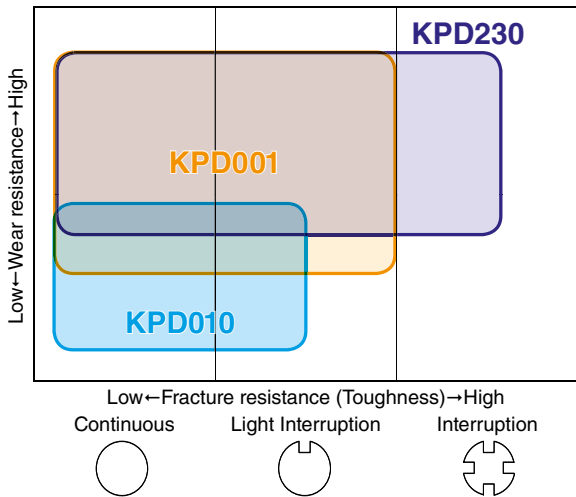 KPD230
KPD001
KPD010
Low←Wear resistance→High
Low←Fracture resistance (Toughness)→High
Continuous
Light Interruption
Interruption